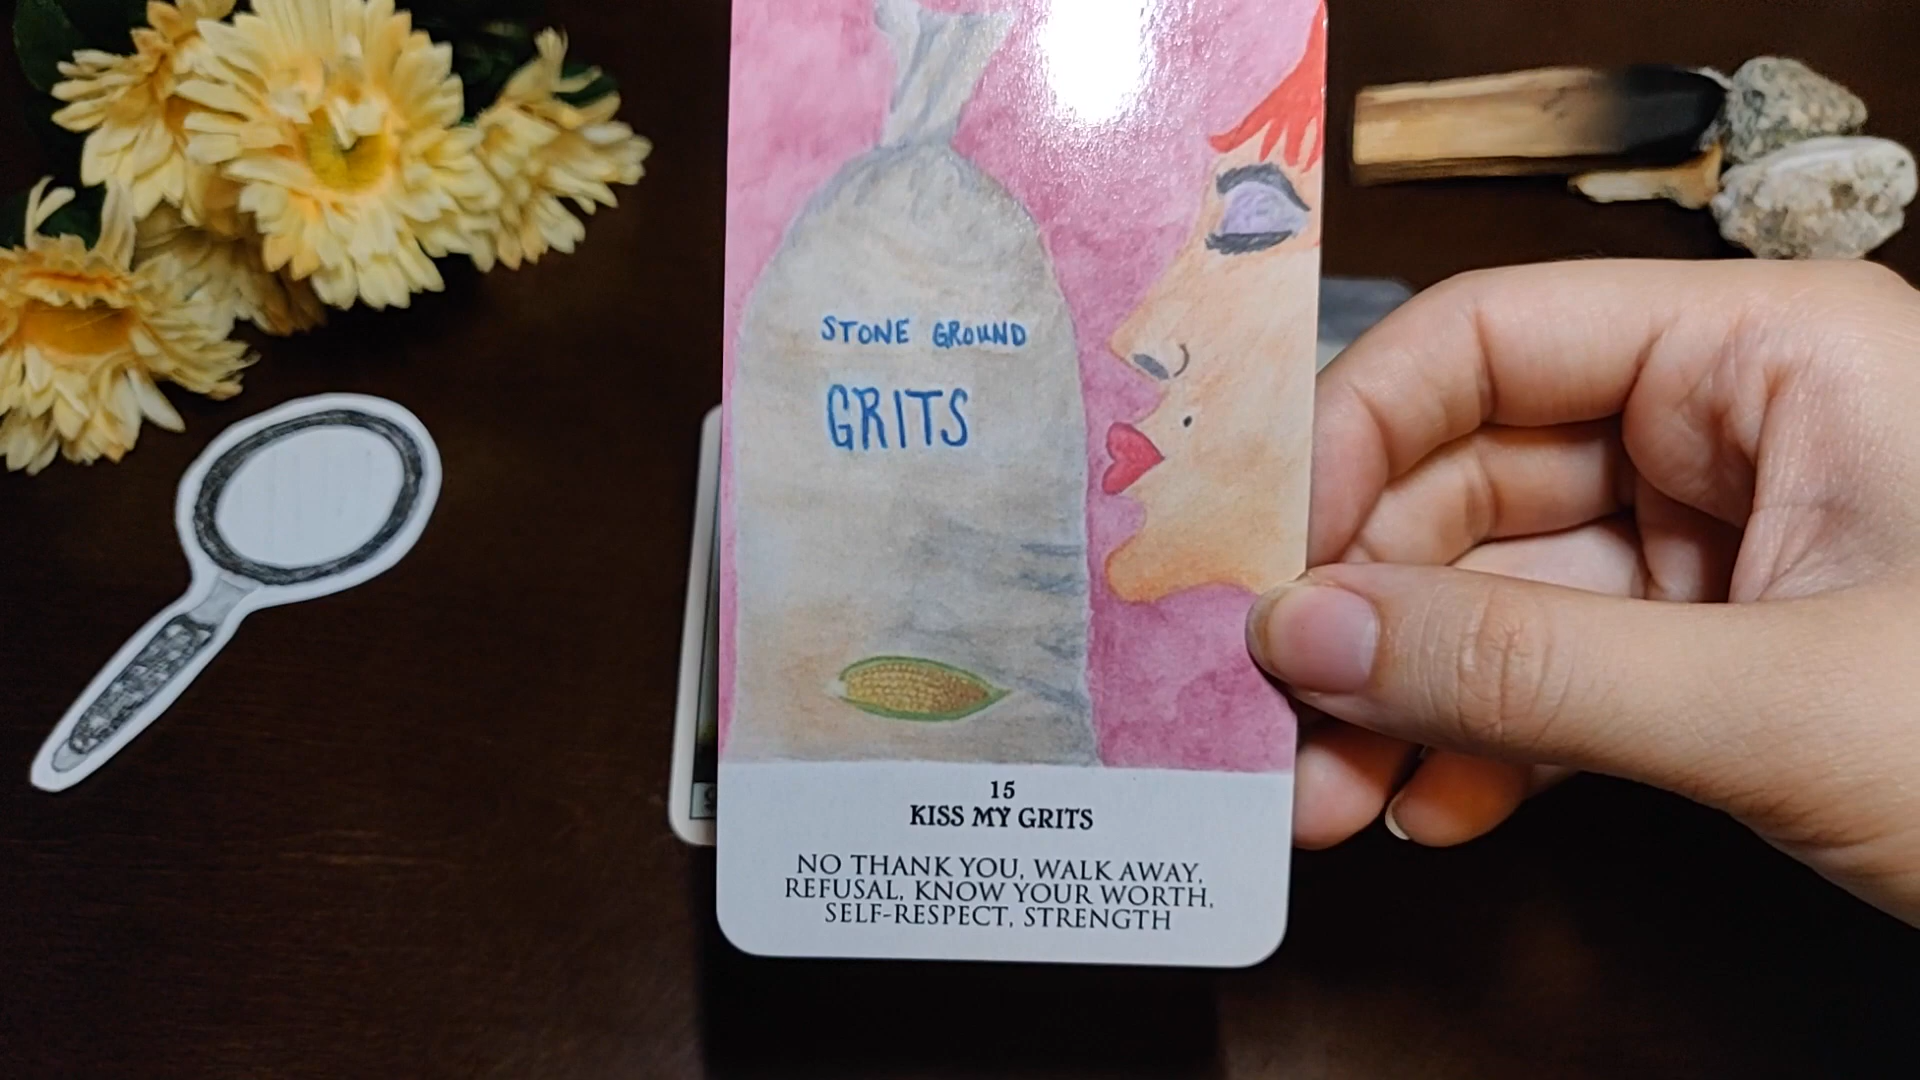 STONE GROUND
GRITS
15
KISS MY GRITS
NO THANK YOU, WALK AWAY,
REFUSAL, KNOW YOUR WORTH,
SELF-RESPECT, STRENGTH